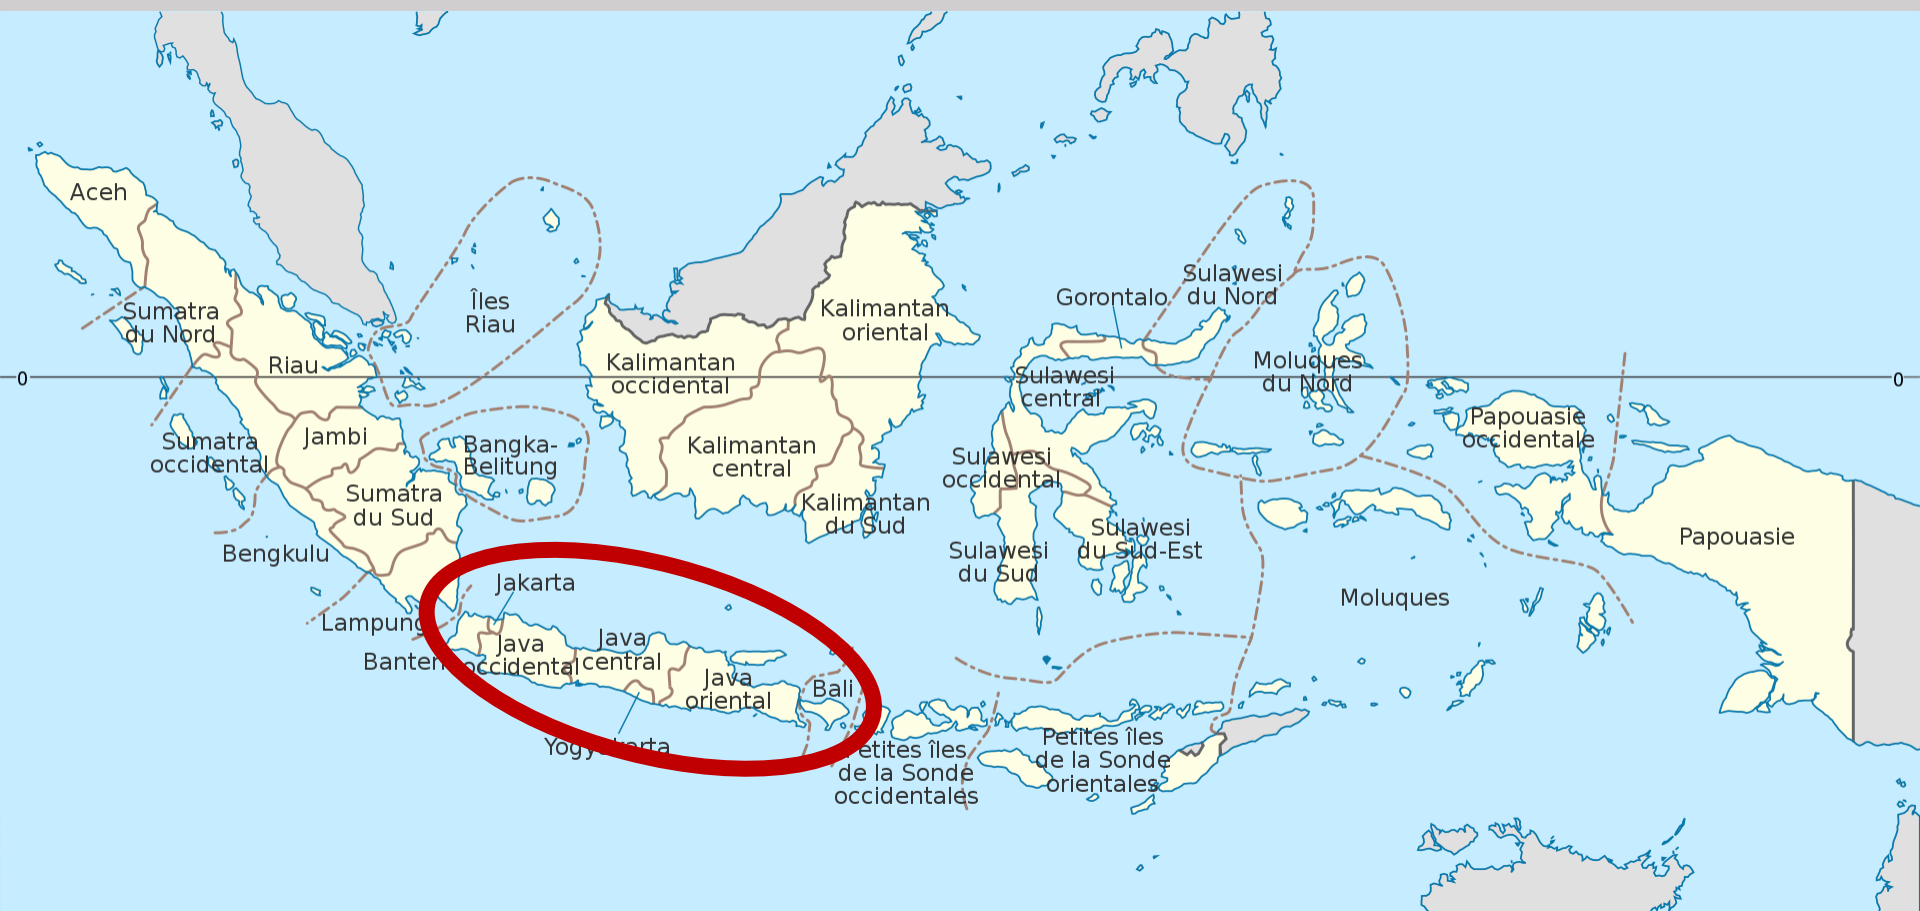 Aceh
Sumatra
du Nord
Îles
Riau
Riau
0
Sumatra
occidental
Jambi
Bangka-
Belitung
Sumatra
du Sud
Bengkulu
Lampung
Banten
Jakarta
Java
occidental
Java
central
Yogyakarta
Java
oriental
Bali
Kalimantan
occidental
Kalimantan
oriental
Kalimantan
central
Kalimantan
du Sud
Gorontalo
Sulawesi
du Nord
Sulawesi
central
Sulawesi
occidental
Sulawesi
du Sud
Sulawesi
du Sud-Est
Moluques
du Nord
Moluques
Papouasie
occidentale
Papouasie
0
Petites îles
de la Sonde
occidentales
Petites îles
de la Sonde
orientales